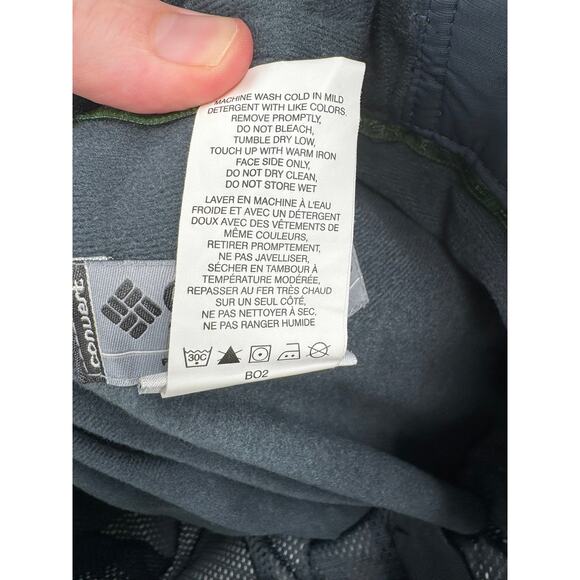 MACHINE WASH COLD IN MILD
DETERGENT WITH LIKE COLORS.
REMOVE PROMPTLY,
DO NOT BLEACH,
TUMBLE DRY LOW,
TOUCH UP WITH WARM IRON
FACE SIDE ONLY,
DO NOT DRY CLEAN,
DO NOT STORE WET
LAVER EN MACHINE À L'EAU
FROIDE ET AVEC UN DÉTERGENT
DOUX AVEC DES VÊTEMENTS DE
MÊME COULEURS,
RETIRER PROMPTEMENT,
NE PAS JAVELLISER,
SÉCHER EN TAMBOUR À
TEMPÉRATURE MODÉRÉE,
REPASSER AU FER TRÈS CHAUD
SUR UN SEUL CÔTÉ,
NE PAS NETTOYER À SEC.
NE PAS RANGER HUMIDE
30C
BO2
convert